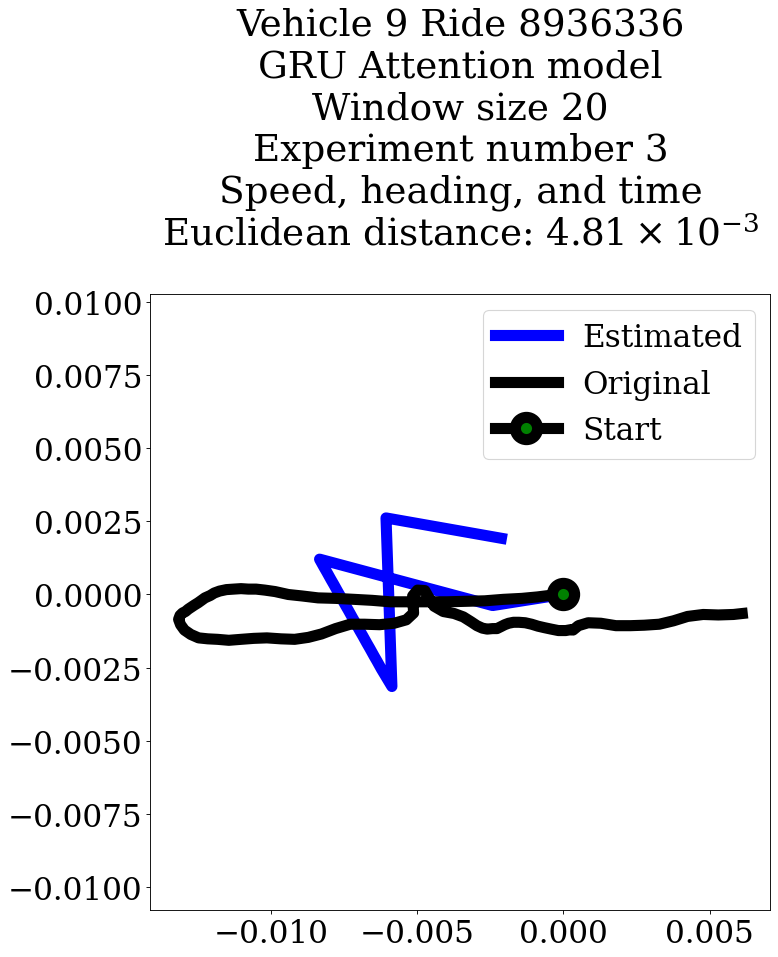 Vehicle 9 Ride 8936336
GRU Attention model
Window size 20
Experiment number 3
Speed, heading, and time
Euclidean distance: 4.81 × 10⁻³
0.0100
0.0075
0.0050
0.0025
0.0000
−0.0025
−0.0050
−0.0075
−0.0100
Estimated
Original
Start
−0.010
−0.005
0.000
0.005